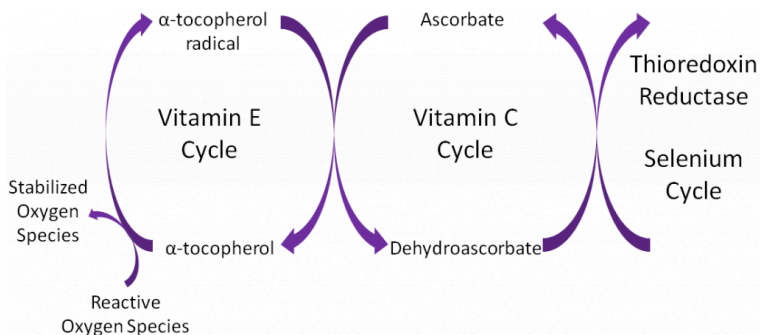 α-tocopherol
radical
Ascorbate
Thioredoxin
Reductase
Vitamin E
Cycle
Vitamin C
Cycle
Selenium
Cycle
Stabilized
Oxygen
Species
α-tocopherol
Dehydroascorbate
Reactive
Oxygen Species